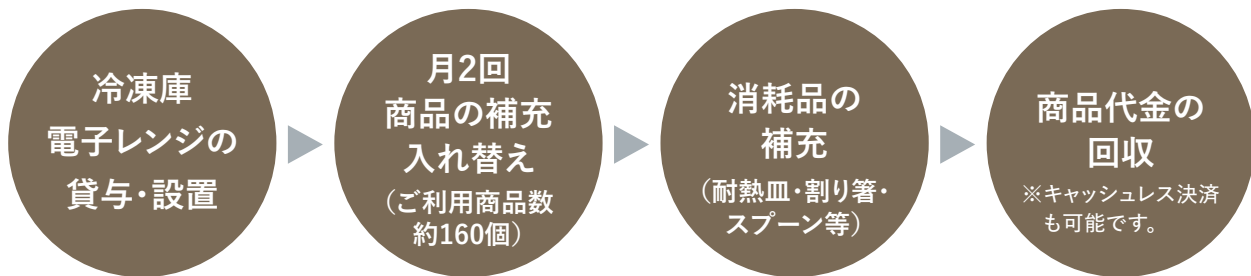 冷凍庫
電子レンジの
貸与・設置
月2回
商品の補充
入れ替え
（ご利用商品数
約160個）
消耗品の
補充
（耐熱皿・割り箸・
スプーン等）
商品代金の
回収
※キャッシュレス決済
も可能です。